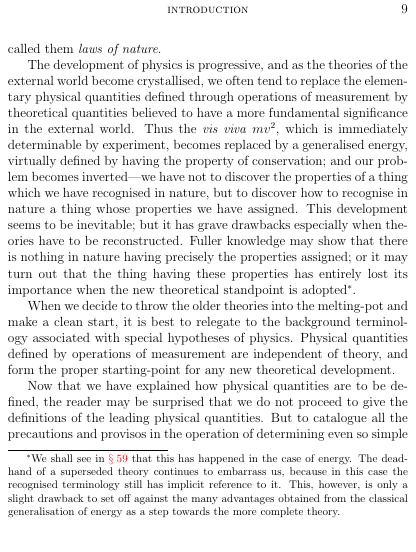 INTRODUCTION 9
called them laws of nature.
The development of physics is progressive, and as the theories of the
external world become crystallised, we often tend to replace the elemen-
tary physical quantities defined through operations of measurement by
theoretical quantities believed to have a more fundamental significance
in the external world. Thus the vis viva mv², which is immediately
determinable by experiment, becomes replaced by a generalised energy,
virtually defined by having the property of conservation; and our prob-
lem becomes inverted—we have not to discover the properties of a thing
which we have recognised in nature, but to discover how to recognise in
nature a thing whose properties we have assigned. This development
seems to be inevitable; but it has grave drawbacks especially when the-
ories have to be reconstructed. Fuller knowledge may show that there
is nothing in nature having precisely the properties assigned; or it may
turn out that the thing having these properties has entirely lost its
importance when the new theoretical standpoint is adopted*.
When we decide to throw the older theories into the melting-pot and
make a clean start, it is best to relegate to the background terminol-
ogy associated with special hypotheses of physics. Physical quantities
defined by operations of measurement are independent of theory, and
form the proper starting-point for any new theoretical development.
Now that we have explained how physical quantities are to be de-
fined, the reader may be surprised that we do not proceed to give the
definitions of the leading physical quantities. But to catalogue all the
precautions and provisos in the operation of determining even so simple
*We shall see in § 59 that this has happened in the case of energy. The dead-
hand of a superseded theory continues to embarrass us, because in this case the
recognised terminology still has implicit reference to it. This, however, is only a
slight drawback to set off against the many advantages obtained from the classical
generalisation of energy as a step towards the more complete theory.